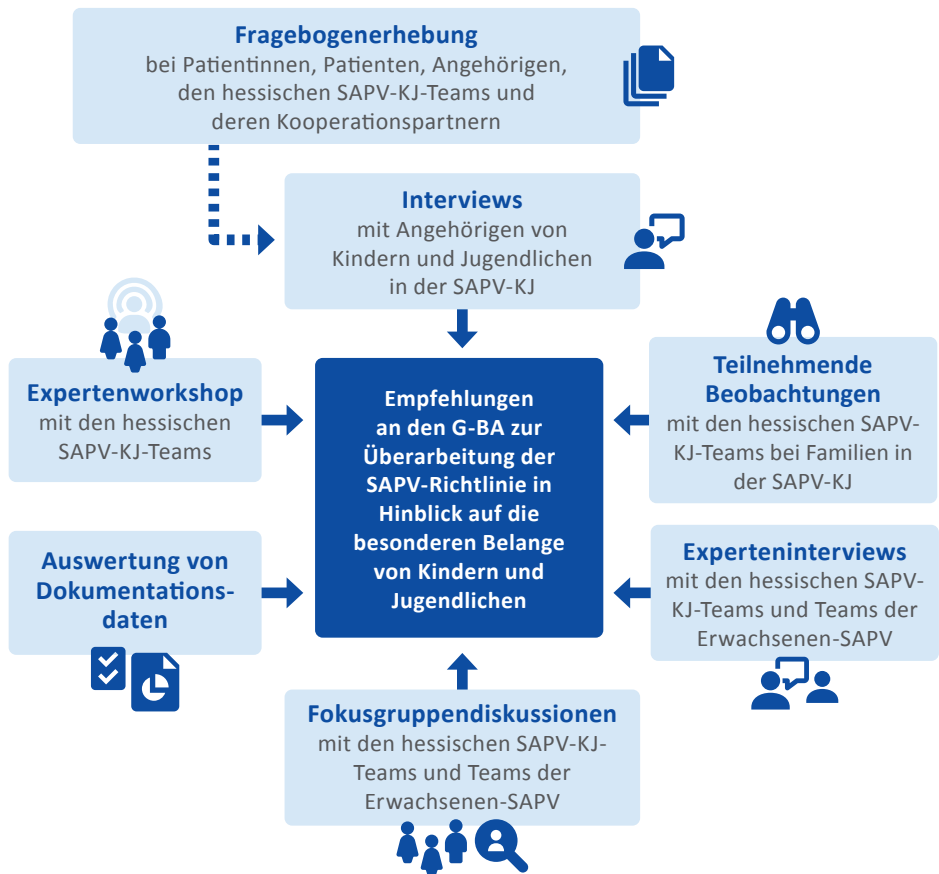 Fragebogenerhebung
bei Patientinnen, Patienten, Angehörigen,
den hessischen SAPV-KJ-Teams und
deren Kooperationspartnern
Interviews
mit Angehörigen von
Kindern und Jugendlichen
in der SAPV-KJ
Expertenworkshop
mit den hessischen
SAPV-KJ-Teams
Empfehlungen
an den G-BA zur
Überarbeitung der
SAPV-Richtlinie in
Hinblick auf die
besonderen Belange
von Kindern und
Jugendlichen
Teilnehmende
Beobachtungen
mit den hessischen SAPV-
KJ-Teams bei Familien in
der SAPV-KJ
Auswertung von
Dokumentations-
daten
Experteninterviews
mit den hessischen SAPV-
KJ-Teams und Teams der
Erwachsenen-SAPV
Fokusgruppendiskussionen
mit den hessischen SAPV-KJ-
Teams und Teams der
Erwachsenen-SAPV